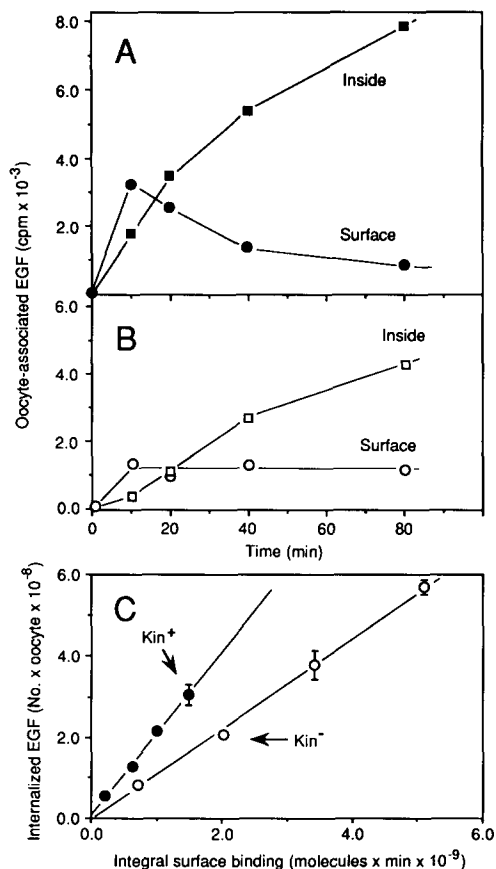 A
8.0
6.0
4.0
2.0
Inside
Surface
Oocyte-associated EGF (cpm x 10-3)
B
6.0
4.0
2.0
0.0
Inside
Surface
0 20 40 60 80
Time (min)
C
6.0
4.0
2.0
0.0
Kin+
Kin-
Internalized EGF (No. x oocyte x 10-8)
0.0 2.0 4.0 6.0
Integral surface binding (molecules x min x 10-9)